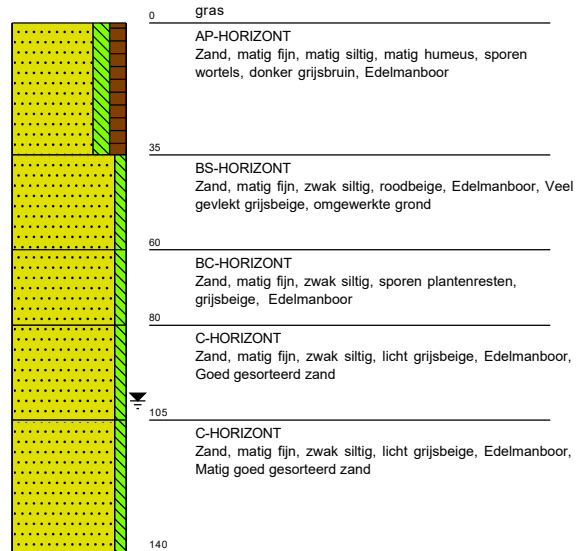 0 gras
AP-HORIZONT
Zand, matig fijn, matig siltig, matig humeus, sporen
wortels, donker grijsbruin, Edelmanboor
35
BS-HORIZONT
Zand, matig fijn, zwak siltig, roodbeige, Edelmanboor, Veel
gevlekt grijsbeige, omgewerkte grond
60
BC-HORIZONT
Zand, matig fijn, zwak siltig, sporen plantenresten,
grijsbeige, Edelmanboor
80
C-HORIZONT
Zand, matig fijn, zwak siltig, licht grijsbeige, Edelmanboor,
Goed gesorteerd zand
105
C-HORIZONT
Zand, matig fijn, zwak siltig, licht grijsbeige, Edelmanboor,
Matig goed gesorteerd zand
140